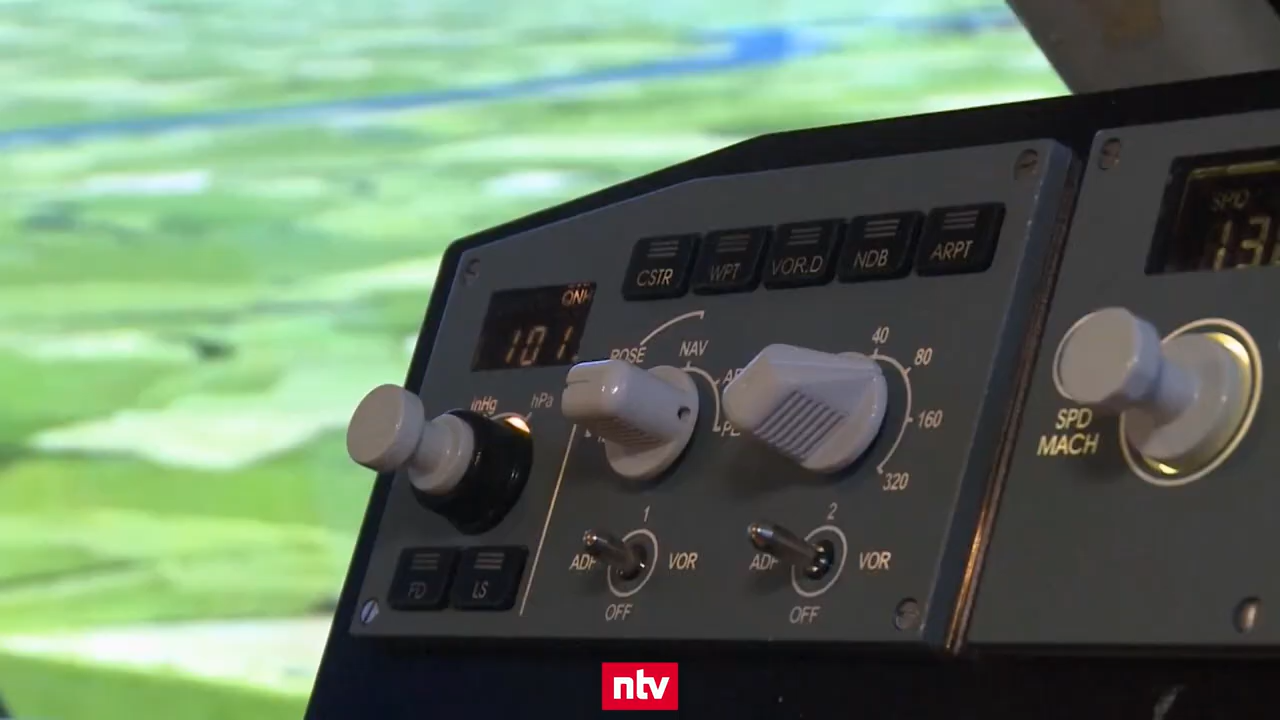 CSTR
WPT
VOR.D
NDB
ARPT
SPD
QNH
101
13
ROSE
NAV
40
80
160
320
inHg
hPa
SPD
MACH
1
ADF
VOR
OFF
2
ADF
VOR
OFF
FD
LS
ntv